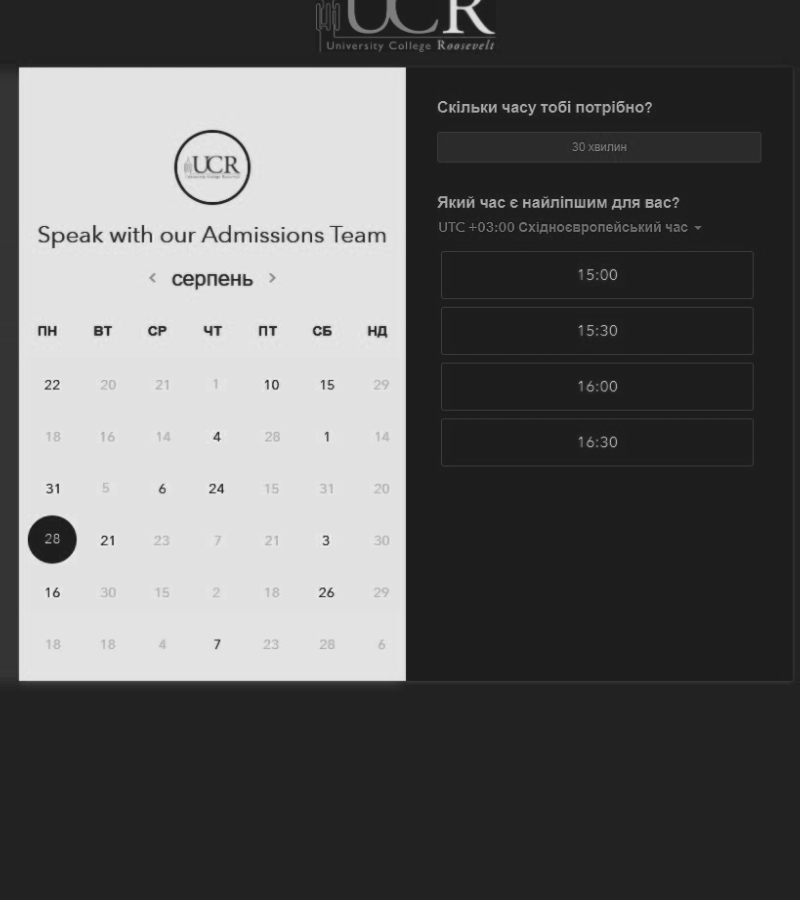 UCR
University College Roosevelt
UCR
University College Roosevelt
Speak with our Admissions Team
серпень
ПН ВТ СР ЧТ ПТ СБ НД
22 20 21 1 10 15 29
18 16 14 4 28 1 14
31 5 6 24 15 31 20
28 21 23 7 21 3 30
16 30 15 2 18 26 29
18 18 4 7 23 28 6
Скільки часу тобі потрібно?
30 хвилин
Який час є найліпшим для вас?
UTC +03:00 Східноєвропейський час
15:00
15:30
16:00
16:30